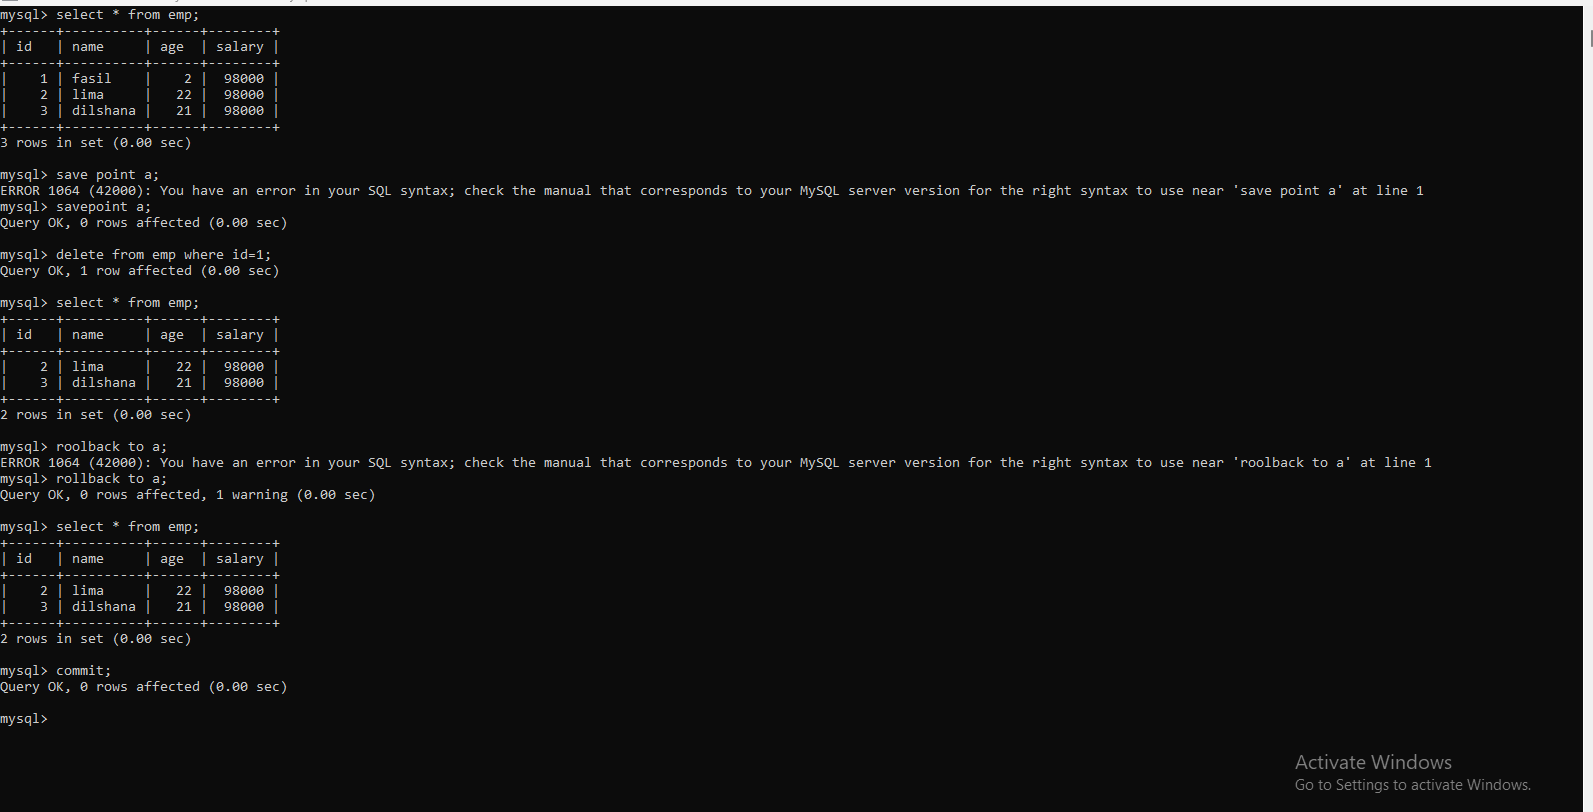 mysql> select * from emp;
+------+----------+------+--------+
| id   | name     | age  | salary |
+------+----------+------+--------+
|    1 | fasil    |    2 |  98000 |
|    2 | lima     |   22 |  98000 |
|    3 | dilshana |   21 |  98000 |
+------+----------+------+--------+
3 rows in set (0.00 sec)
mysql> save point a;
ERROR 1064 (42000): You have an error in your SQL syntax; check the manual that corresponds to your MySQL server version for the right syntax to use near 'save point a' at line 1
mysql> savepoint a;
Query OK, 0 rows affected (0.00 sec)
mysql> delete from emp where id=1;
Query OK, 1 row affected (0.00 sec)
mysql> select * from emp;
+------+----------+------+--------+
| id   | name     | age  | salary |
+------+----------+------+--------+
|    2 | lima     |   22 |  98000 |
|    3 | dilshana |   21 |  98000 |
+------+----------+------+--------+
2 rows in set (0.00 sec)
mysql> roolback to a;
ERROR 1064 (42000): You have an error in your SQL syntax; check the manual that corresponds to your MySQL server version for the right syntax to use near 'roolback to a' at line 1
mysql> rollback to a;
Query OK, 0 rows affected, 1 warning (0.00 sec)
mysql> select * from emp;
+------+----------+------+--------+
| id   | name     | age  | salary |
+------+----------+------+--------+
|    2 | lima     |   22 |  98000 |
|    3 | dilshana |   21 |  98000 |
+------+----------+------+--------+
2 rows in set (0.00 sec)
mysql> commit;
Query OK, 0 rows affected (0.00 sec)
mysql>
Activate Windows
Go to Settings to activate Windows.